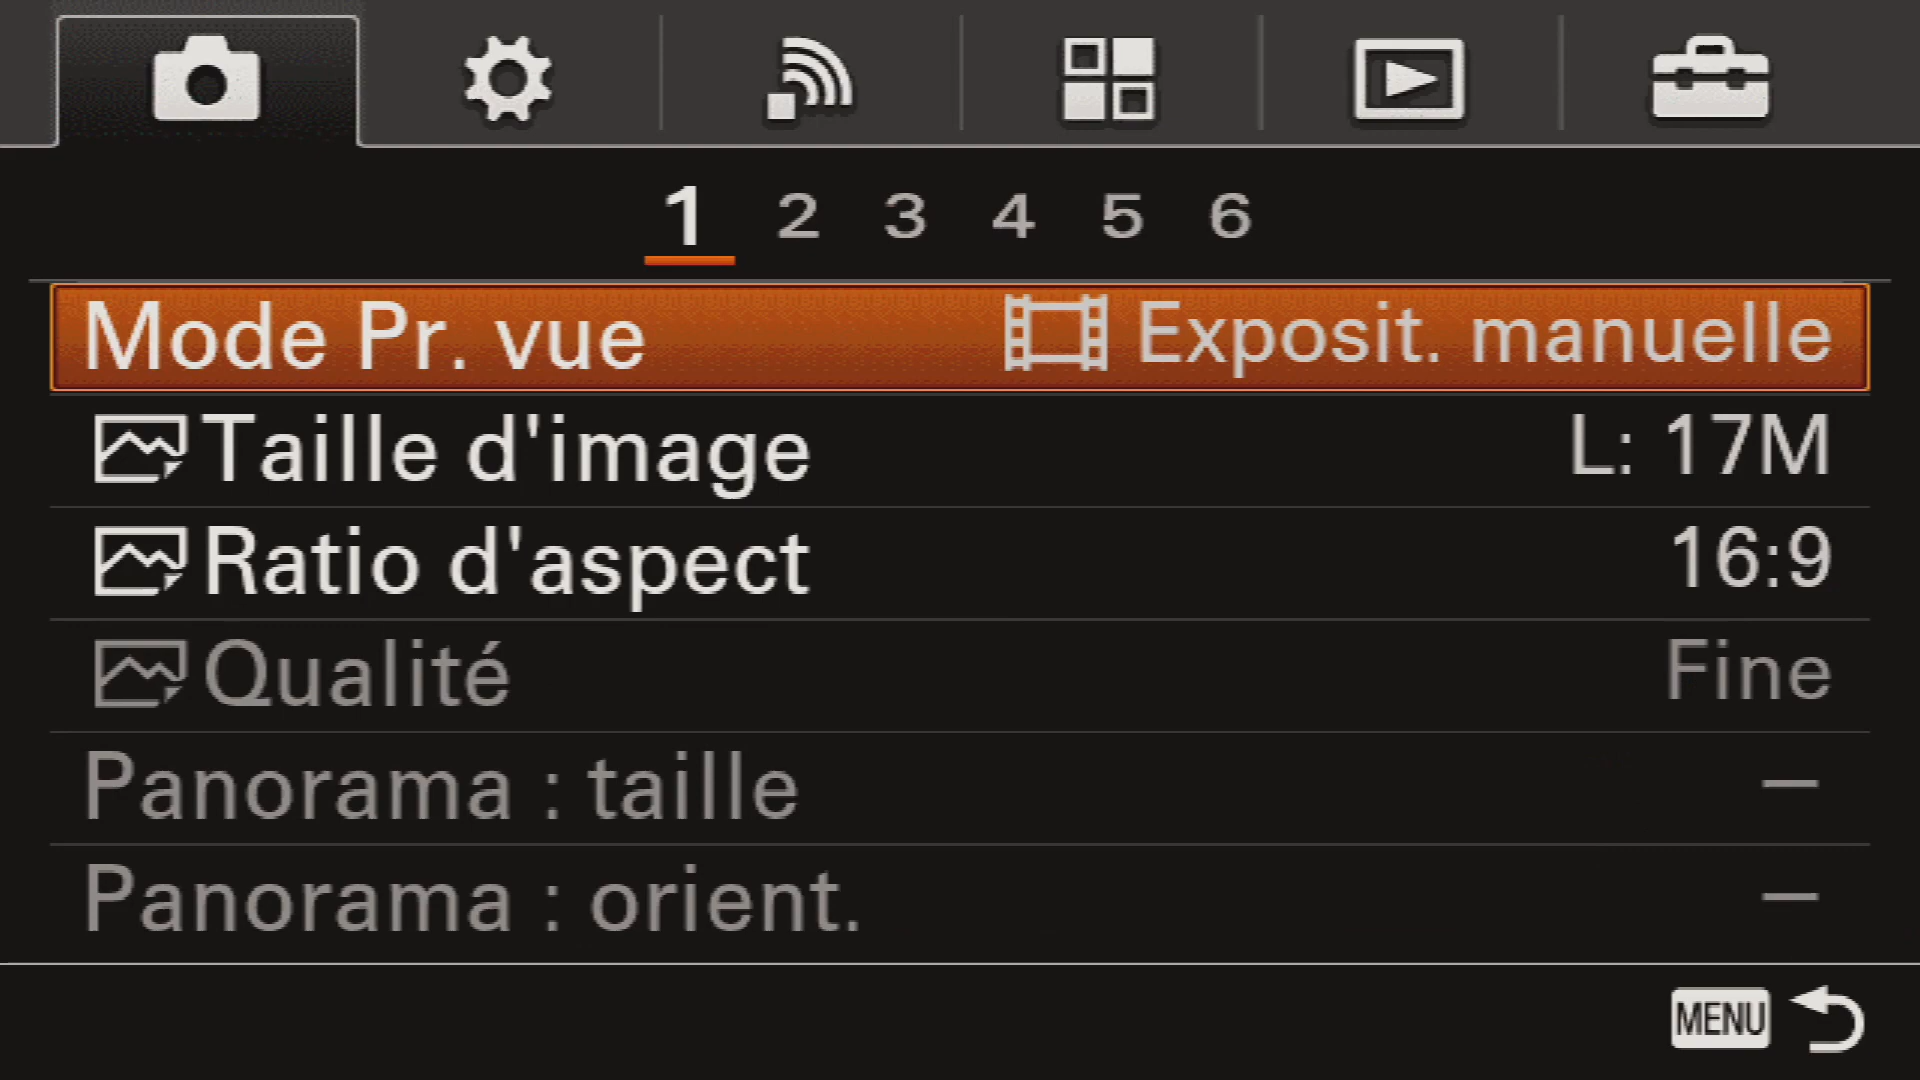 1 2 3 4 5 6
Mode Pr. vue Exposit. manuelle
Taille d'image L: 17M
Ratio d'aspect 16:9
Qualité Fine
Panorama : taille –
Panorama : orient. –
MENU